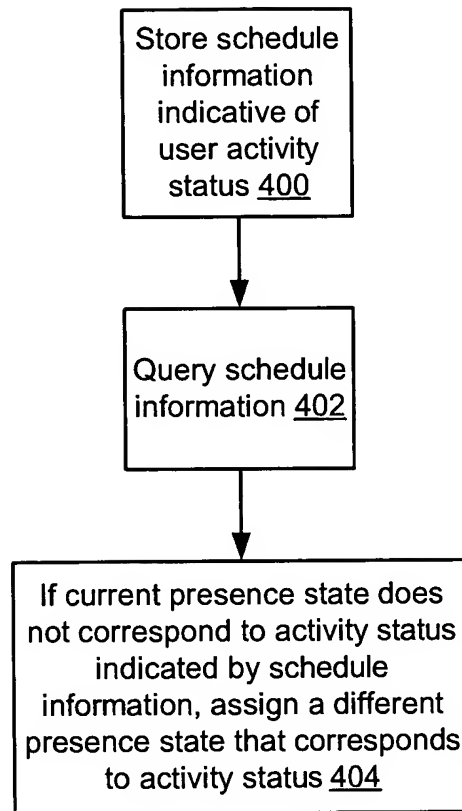 Store schedule
information
indicative of
user activity
status 400
Query schedule
information 402
If current presence state does
not correspond to activity status
indicated by schedule
information, assign a different
presence state that corresponds
to activity status 404